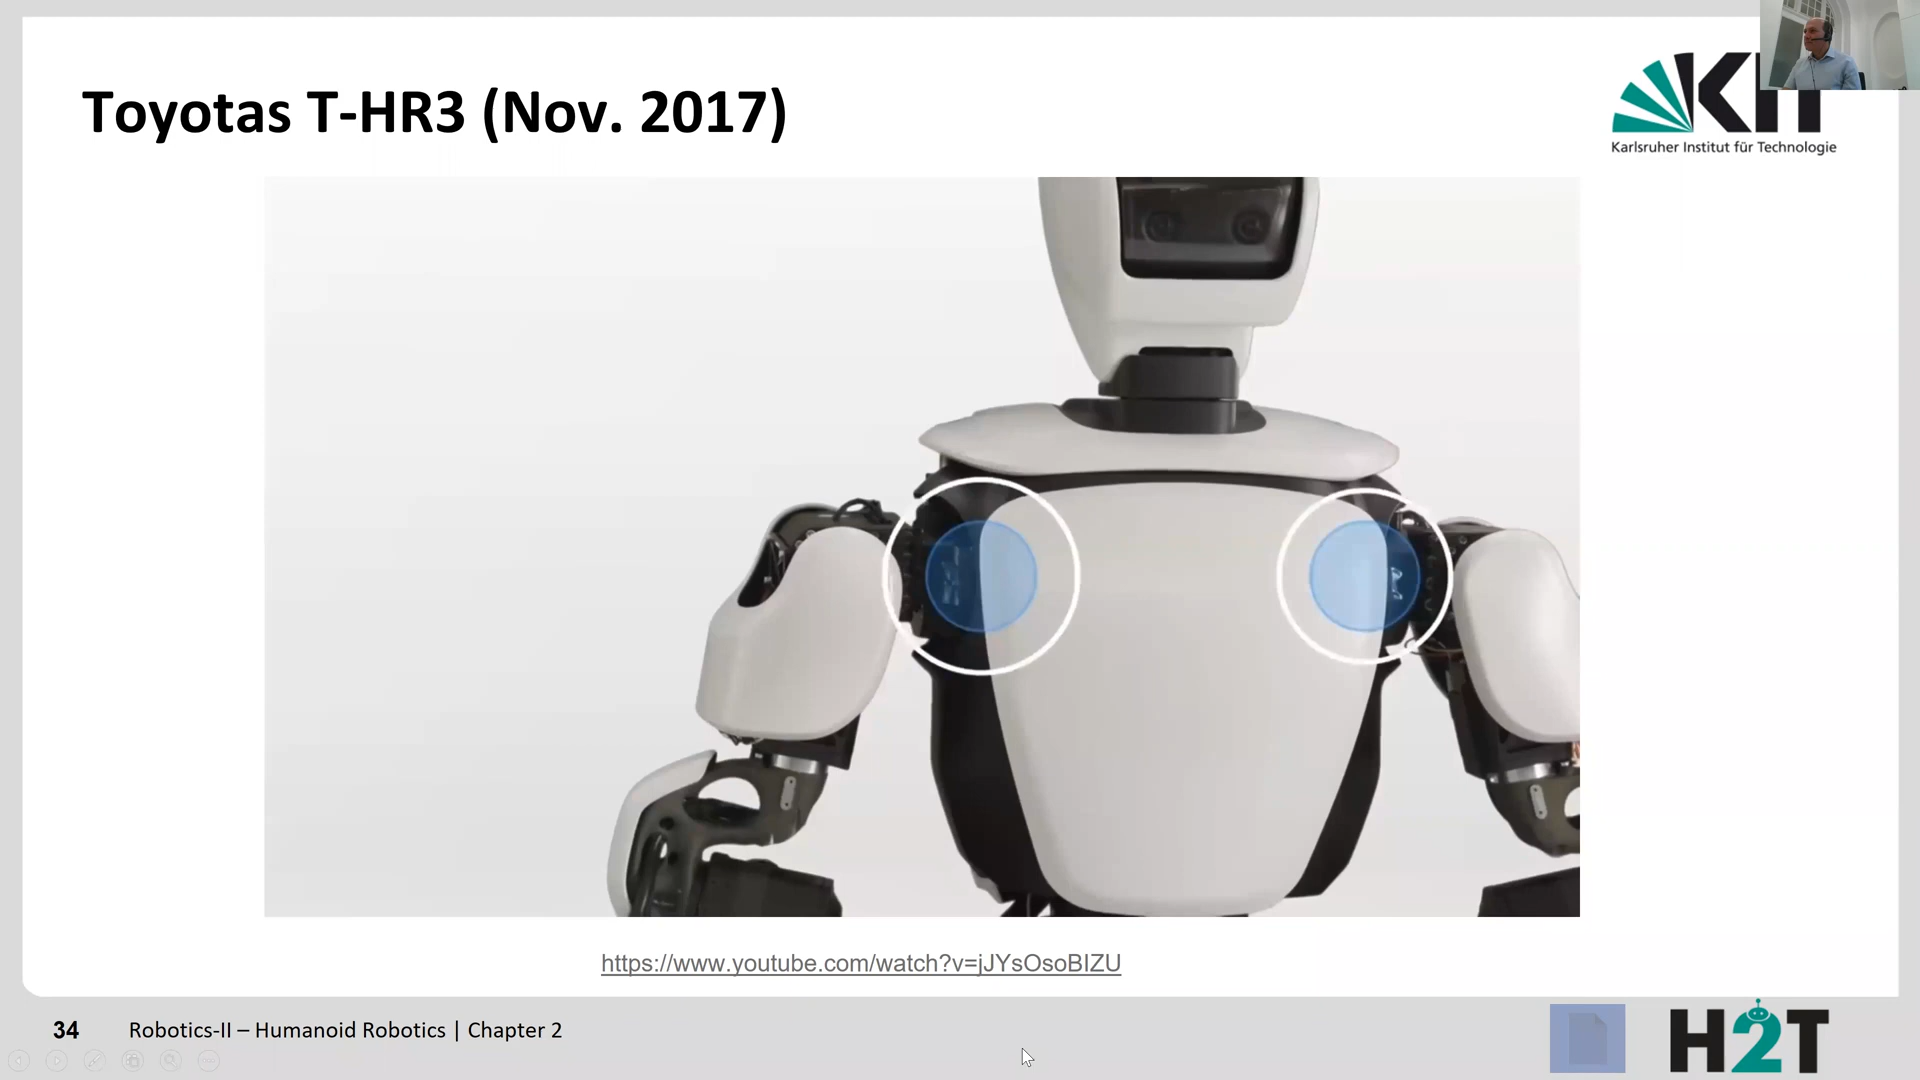 Toyotas T-HR3 (Nov. 2017)
KIT
Karlsruher Institut für Technologie
https://www.youtube.com/watch?v=jJYsOsoBIZU
34
Robotics-II – Humanoid Robotics | Chapter 2
H2T